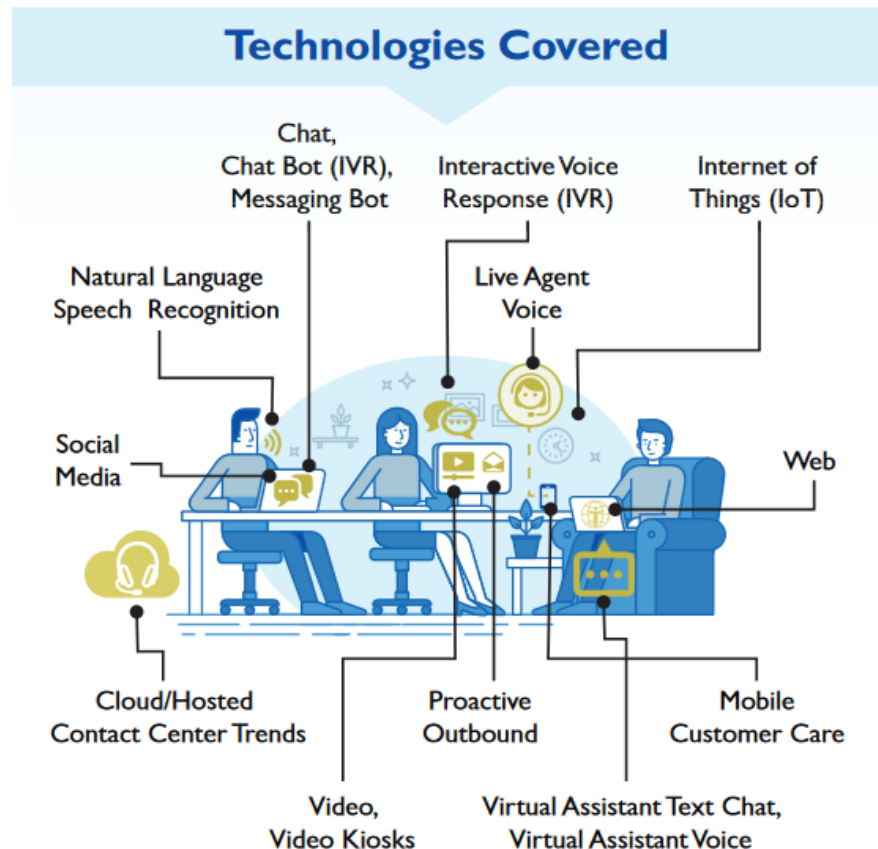 Technologies Covered
Chat,
Chat Bot (IVR),
Messaging Bot
Interactive Voice
Response (IVR)
Internet of
Things (IoT)
Natural Language
Speech Recognition
Live Agent
Voice
Social
Media
Web
Cloud/Hosted
Contact Center Trends
Proactive
Outbound
Mobile
Customer Care
Video,
Video Kiosks
Virtual Assistant Text Chat,
Virtual Assistant Voice